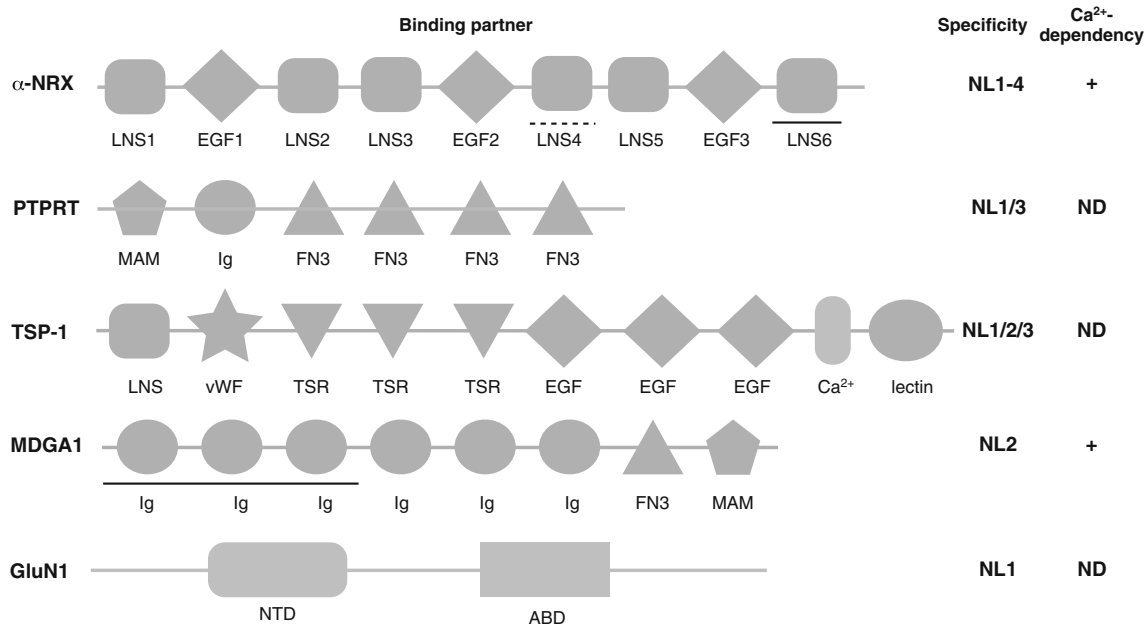 Binding partner Specificity Ca²⁺-
dependency
α-NRX NL1-4 +
LNS1 EGF1 LNS2 LNS3 EGF2 LNS4 LNS5 EGF3 LNS6
PTPRT NL1/3 ND
MAM Ig FN3 FN3 FN3 FN3
TSP-1 NL1/2/3 ND
LNS vWF TSR TSR TSR EGF EGF EGF Ca²⁺ lectin
MDGA1 NL2 +
Ig Ig Ig Ig Ig Ig FN3 MAM
GluN1 NL1 ND
NTD ABD